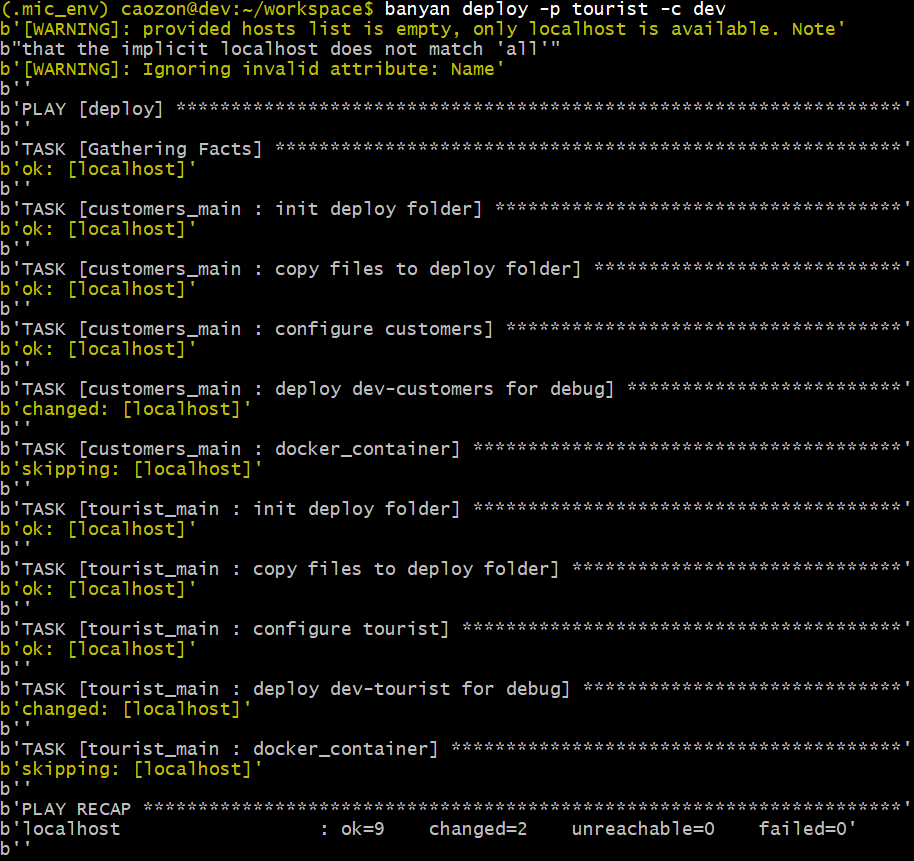 (.mic_env) caozon@dev:~/workspace$ banyan deploy -p tourist -c dev
b'[WARNING]: provided hosts list is empty, only localhost is available. Note'
b"that the implicit localhost does not match 'all'"
b'[WARNING]: Ignoring invalid attribute: Name'
b''
b'PLAY [deploy] ******************************************************************'
b''
b'TASK [Gathering Facts] *********************************************************'
b'ok: [localhost]'
b''
b'TASK [customers_main : init deploy folder] *************************************'
b'ok: [localhost]'
b''
b'TASK [customers_main : copy files to deploy folder] ****************************'
b'ok: [localhost]'
b''
b'TASK [customers_main : configure customers] ************************************'
b'ok: [localhost]'
b''
b'TASK [customers_main : deploy dev-customers for debug] *************************'
b'changed: [localhost]'
b''
b'TASK [customers_main : docker_container] ***************************************'
b'skipping: [localhost]'
b''
b'TASK [tourist_main : init deploy folder] ***************************************'
b'ok: [localhost]'
b''
b'TASK [tourist_main : copy files to deploy folder] ******************************'
b'ok: [localhost]'
b''
b'TASK [tourist_main : configure tourist] ****************************************'
b'ok: [localhost]'
b''
b'TASK [tourist_main : deploy dev-tourist for debug] *****************************'
b'changed: [localhost]'
b''
b'TASK [tourist_main : docker_container] *****************************************'
b'skipping: [localhost]'
b''
b'PLAY RECAP *********************************************************************'
b'localhost                  : ok=9    changed=2    unreachable=0    failed=0'
b''